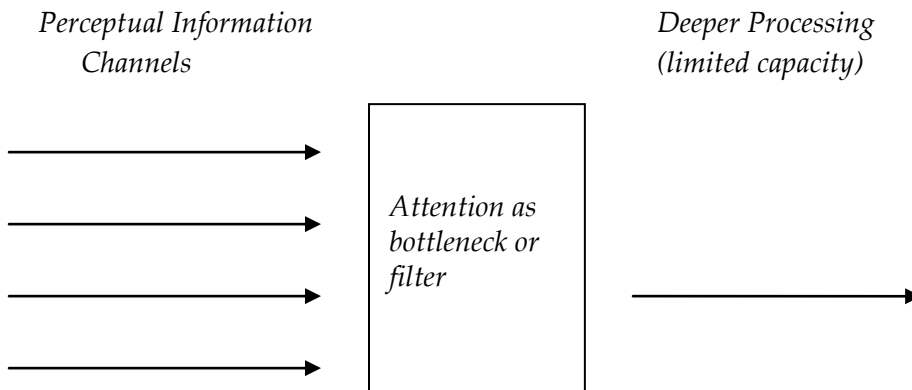 Perceptual Information
Channels
Deeper Processing
(limited capacity)
Attention as
bottleneck or
filter